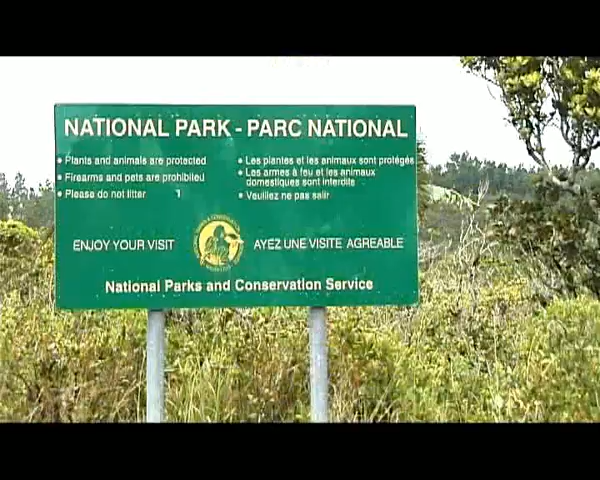 NATIONAL PARK - PARC NATIONAL
• Plants and animals are protected
• Firearms and pets are prohibited
• Please do not litter
• Les plantes et les animaux sont protégés
• Les armes à feu et les animaux
domestiques sont interdits
• Veuillez ne pas salir
ENJOY YOUR VISIT
AYEZ UNE VISITE AGREABLE
National Parks and Conservation Service